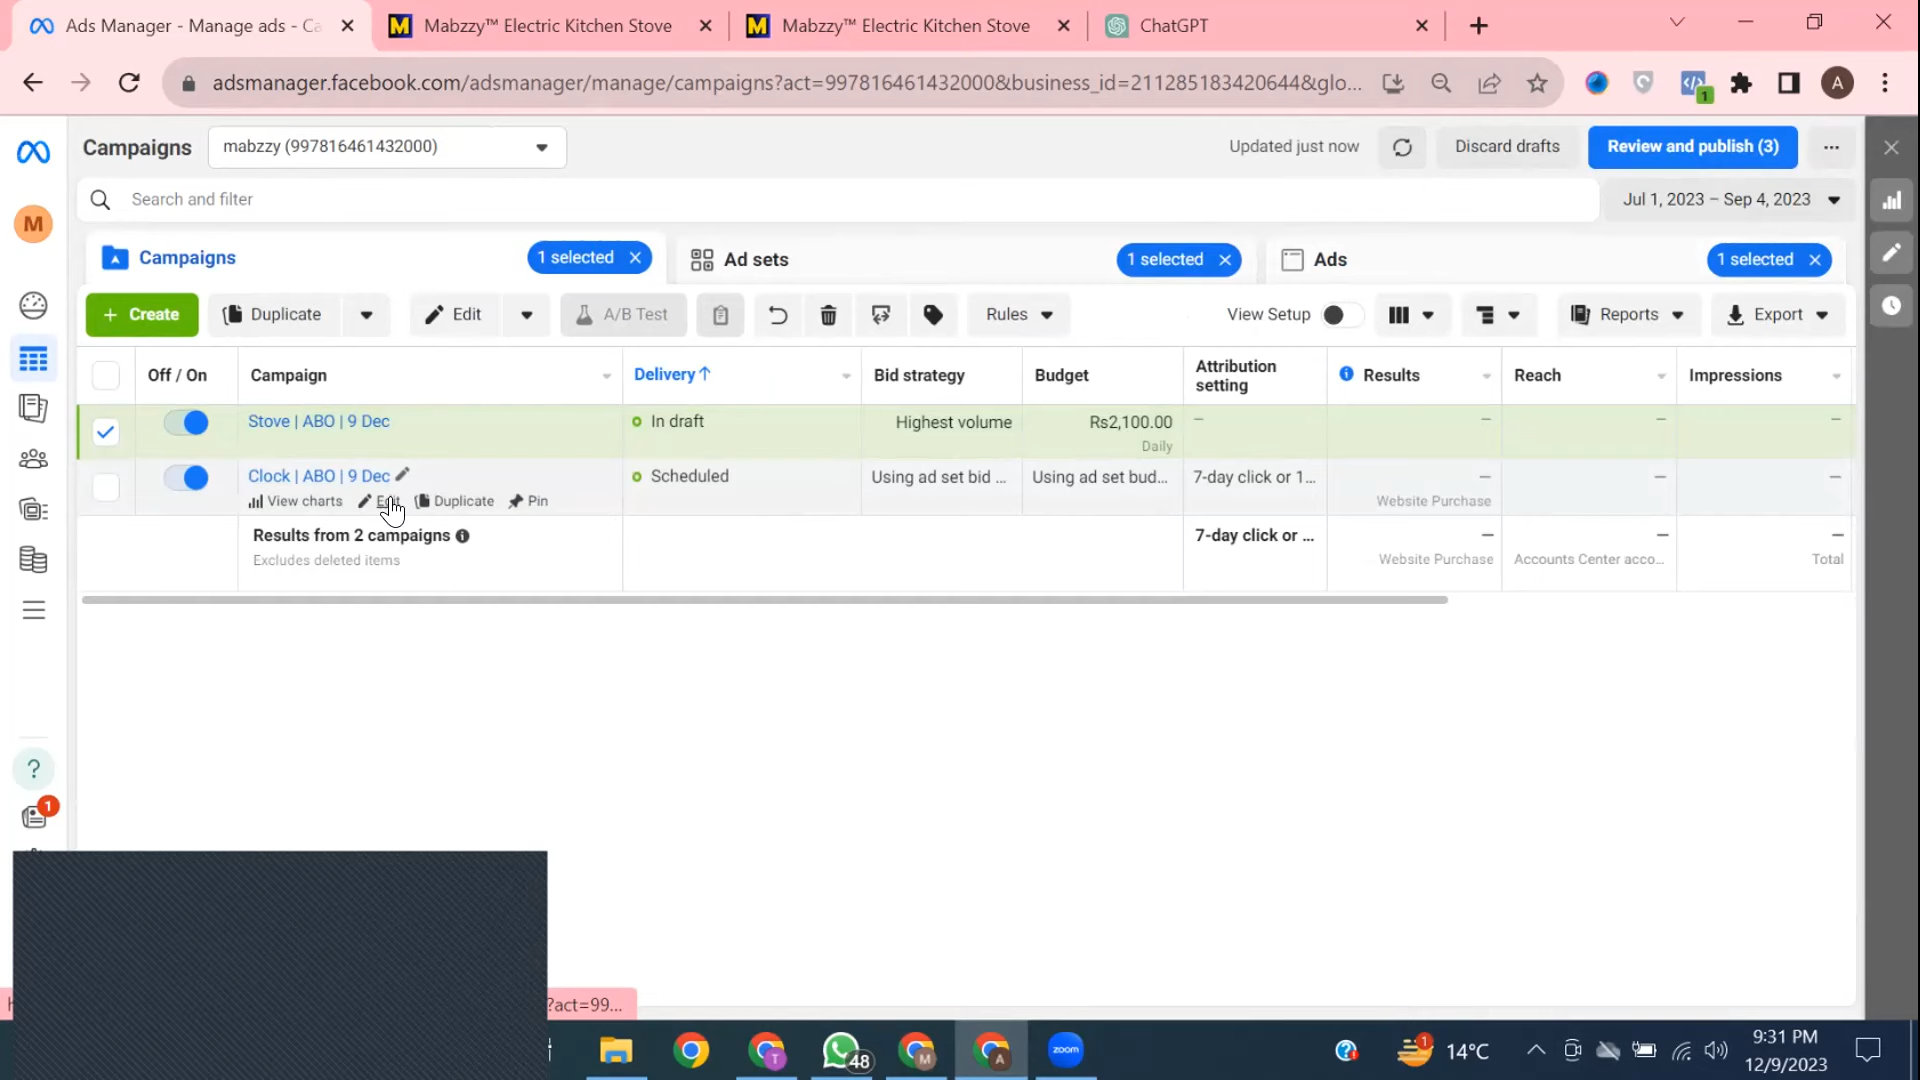 Ads Manager - Manage ads - Ca
Mabzzy™ Electric Kitchen Stove
Mabzzy™ Electric Kitchen Stove
ChatGPT
adsmanager.facebook.com/adsmanager/manage/campaigns?act=997816461432000&business_id=211285183420644&glo...
1
A
Campaigns
mabzzy (997816461432000)
Updated just now
Discard drafts
Review and publish (3)
M
Search and filter
Jul 1, 2023 – Sep 4, 2023
Campaigns
1 selected
Ad sets
1 selected
Ads
1 selected
+ Create
Duplicate
Edit
A/B Test
Rules
View Setup
Reports
Export
Off / On
Campaign
Delivery↑
Bid strategy
Budget
Attribution setting
Results
Reach
Impressions
Stove | ABO | 9 Dec
In draft
Highest volume
Rs2,100.00
Daily
—
—
—
—
Clock | ABO | 9 Dec
Scheduled
Using ad set bid ...
Using ad set bud...
7-day click or 1...
—
Website Purchase
—
—
View charts
Edit
Duplicate
Pin
Results from 2 campaigns
Excludes deleted items
7-day click or ...
—
Website Purchase
—
Accounts Center acco...
—
Total
?
1
?act=99...
T
48
M
A
zoom
1
14°C
9:31 PM
12/9/2023